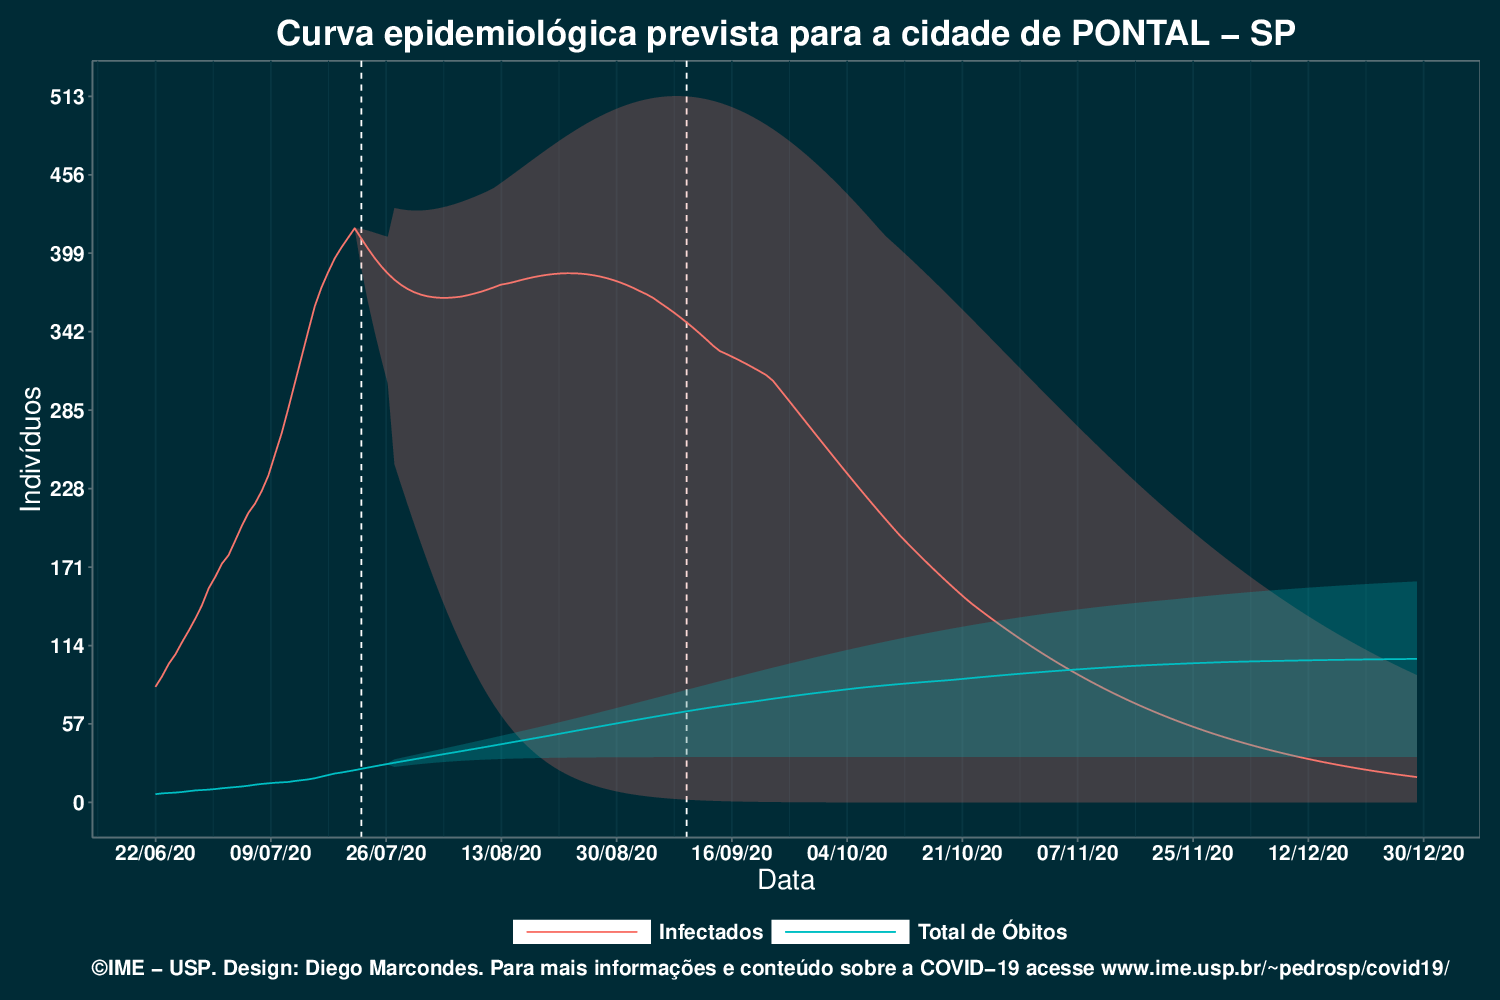 Curva epidemiológica prevista para a cidade de PONTAL – SP
513
456
399
342
285
228
171
114
57
0
Indivíduos
22/06/20 09/07/20 26/07/20 13/08/20 30/08/20 16/09/20 04/10/20 21/10/20 07/11/20 25/11/20 12/12/20 30/12/20
Data
Infectados Total de Óbitos
©IME – USP. Design: Diego Marcondes. Para mais informações e conteúdo sobre a COVID–19 acesse www.ime.usp.br/~pedrosp/covid19/